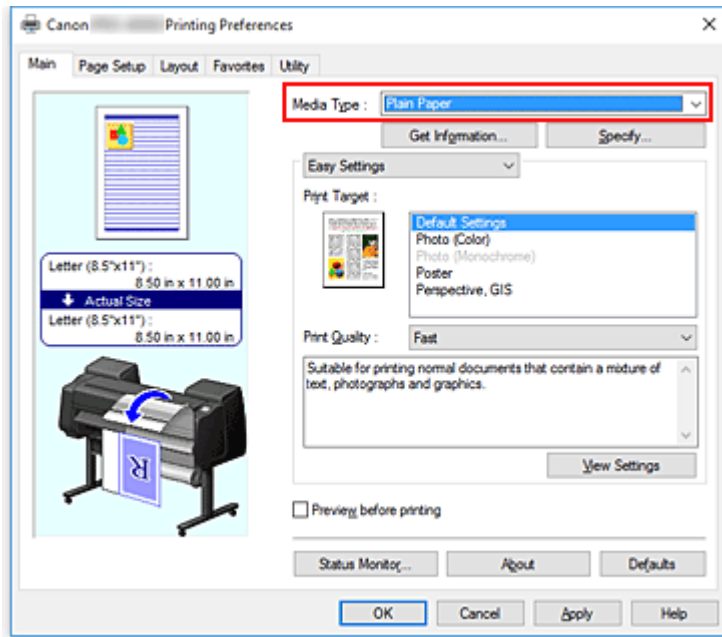 Canon Printing Preferences
Main Page Setup Layout Favorites Utility
Media Type : Plain Paper
Get Information... Specify...
Easy Settings
Print Target :
Default Settings
Photo (Color)
Photo (Monochrome)
Poster
Perspective, GIS
Letter (8.5"x11") :
8.50 in x 11.00 in
Actual Size
Letter (8.5"x11") :
8.50 in x 11.00 in
Print Quality : Fast
Suitable for printing normal documents that contain a mixture of
text, photographs and graphics.
R
View Settings
Preview before printing
Status Monitor... About Defaults
OK Cancel Apply Help